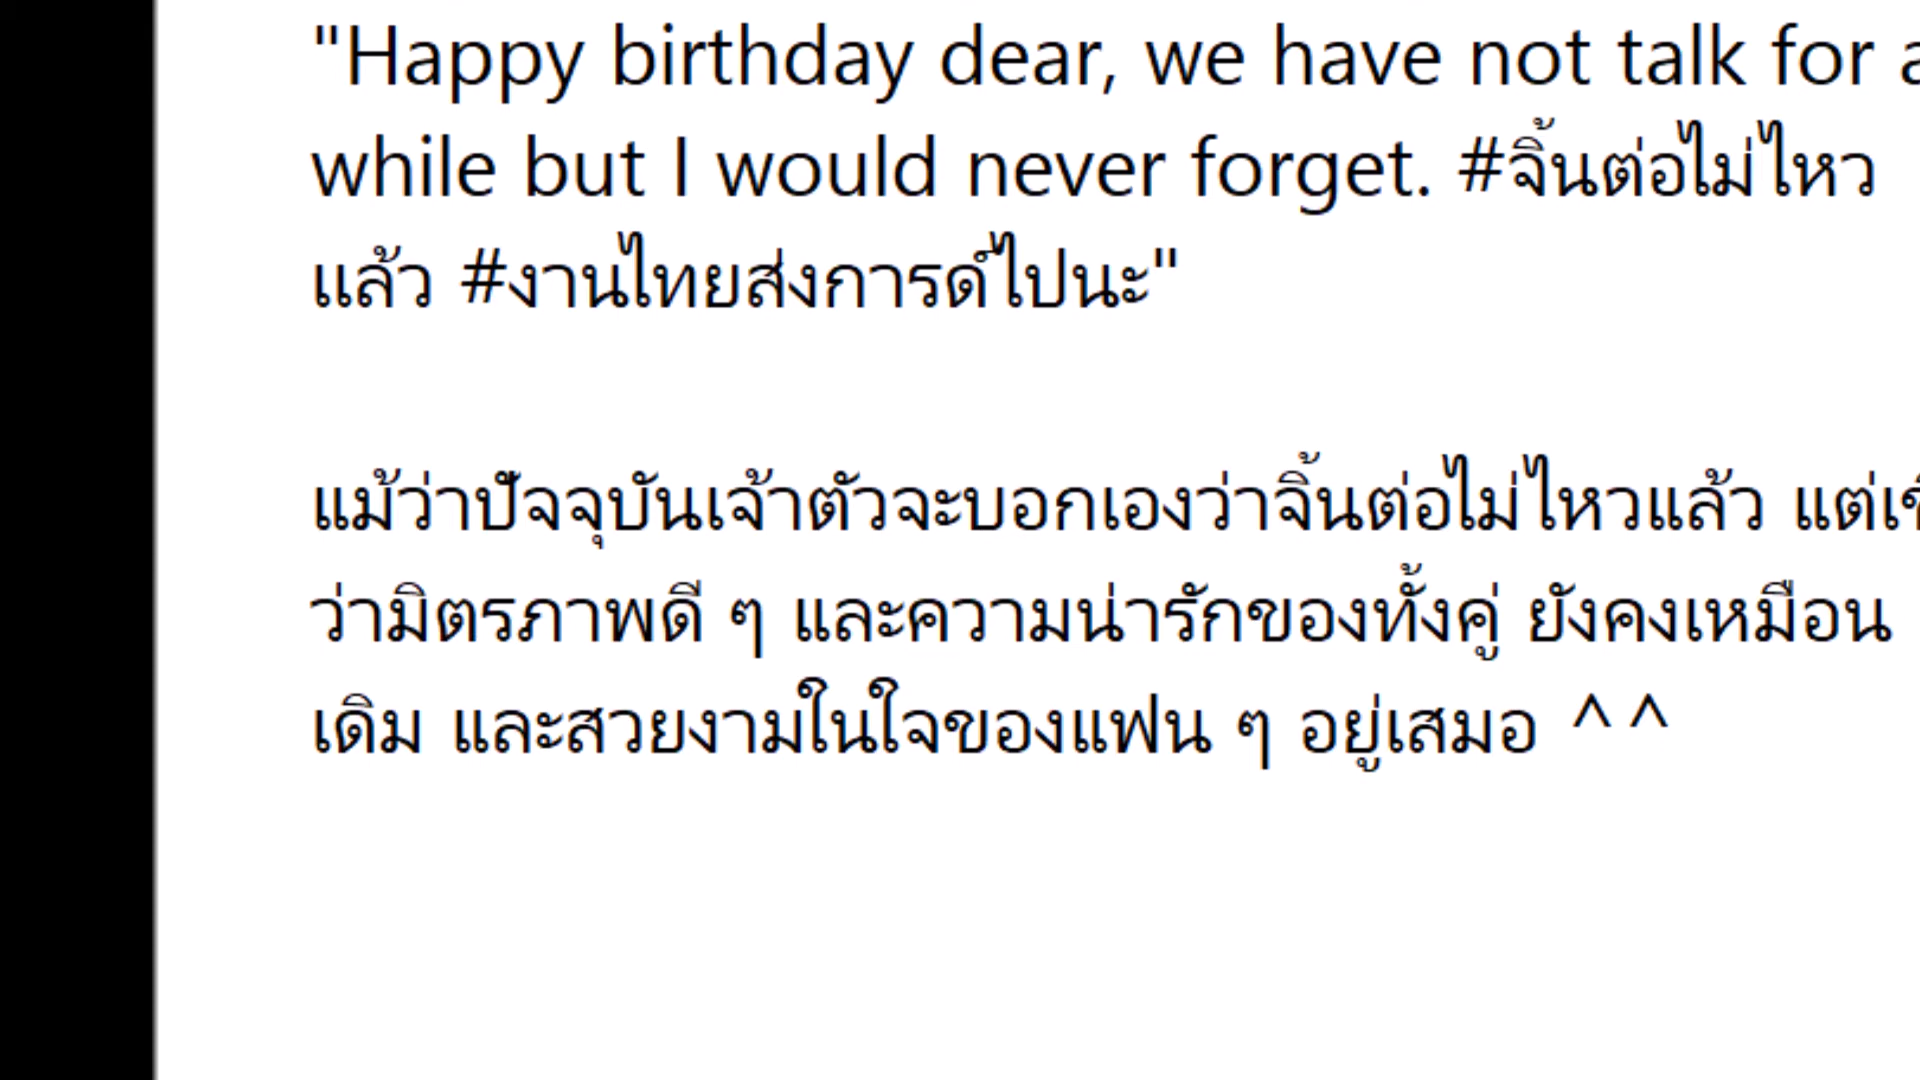 "Happy birthday dear, we have not talk for a
while but I would never forget. #จิ้นต่อไม่ไหว
แล้ว #งานไทยส่งการด์ไปนะ"
แม้ว่าปัจจุบันเจ้าตัวจะบอกเองว่าจิ้นต่อไม่ไหวแล้ว
ว่ามิตรภาพดี ๆ และความน่ารักของทั้งคู่ ยังคงเหมือน
เดิม และสวยงามในใจของแฟน ๆ อยู่เสมอ ^ ^